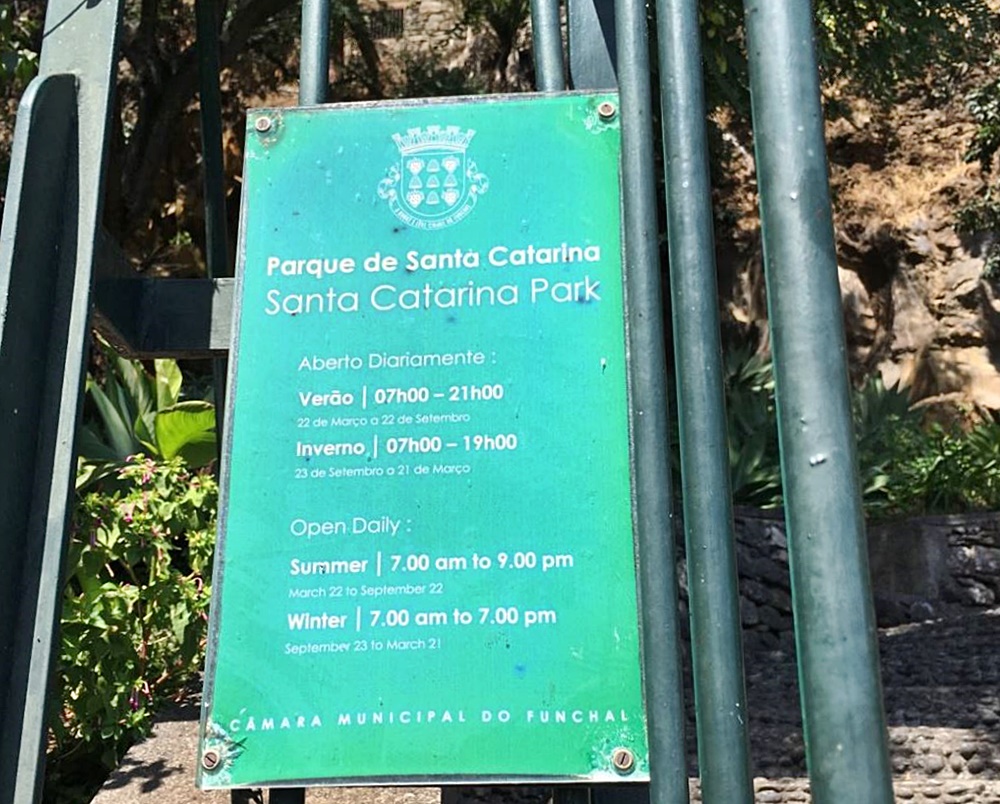 Parque de Santa Catarina
Santa Catarina Park
Aberto Diariamente :
Verão | 07h00 – 21h00
22 de Março a 22 de Setembro
Inverno | 07h00 – 19h00
23 de Setembro a 21 de Março
Open Daily :
Summer | 7.00 am to 9.00 pm
March 22 to September 22
Winter | 7.00 am to 7.00 pm
September 23 to March 21
CÂMARA MUNICIPAL DO FUNCHAL